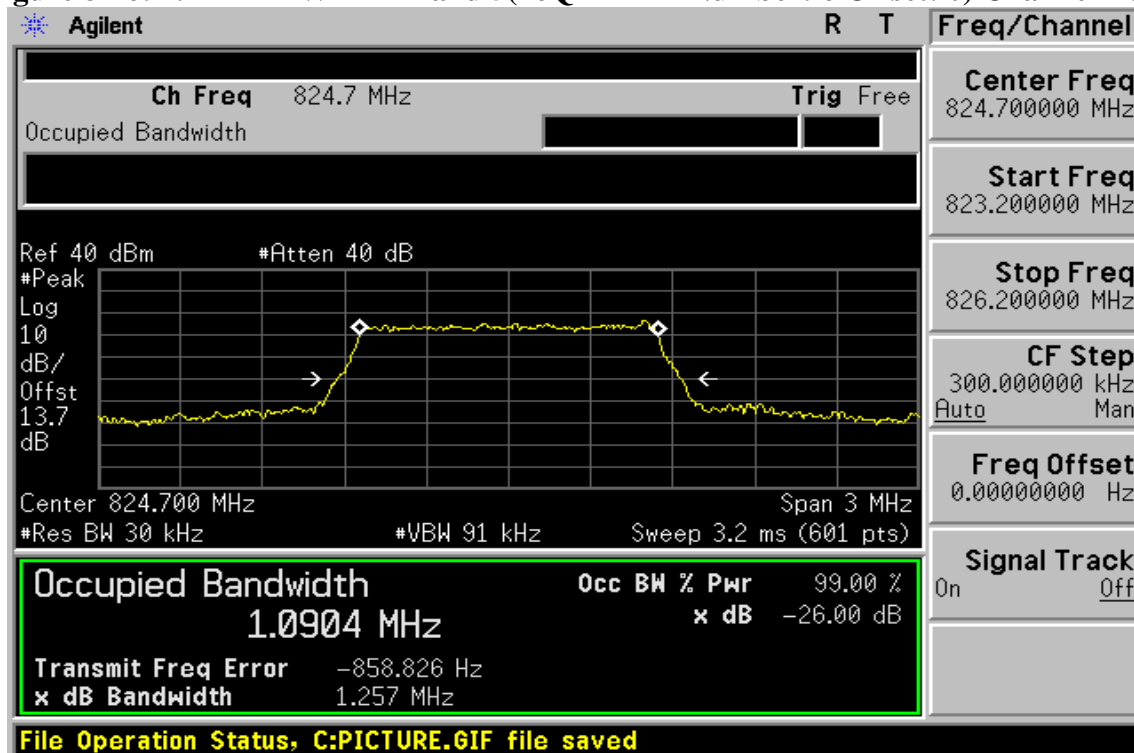 Agilent R T
Ch Freq 824.7 MHz Trig Free
Occupied Bandwidth
Ref 40 dBm #Atten 40 dB
#Peak
Log
10
dB/
Offst
13.7
dB
Center 824.700 MHz Span 3 MHz
#Res BW 30 kHz #VBW 91 kHz Sweep 3.2 ms (601 pts)
Occupied Bandwidth
1.0904 MHz
Occ BW % Pwr 99.00 %
x dB -26.00 dB
Transmit Freq Error -858.826 Hz
x dB Bandwidth 1.257 MHz
File Operation Status, C:PICTURE.GIF file saved
Freq/Channel
Center Freq
824.700000 MHz
Start Freq
823.200000 MHz
Stop Freq
826.200000 MHz
CF Step
300.000000 kHz
Auto Man
Freq Offset
0.00000000 Hz
Signal Track
On Off